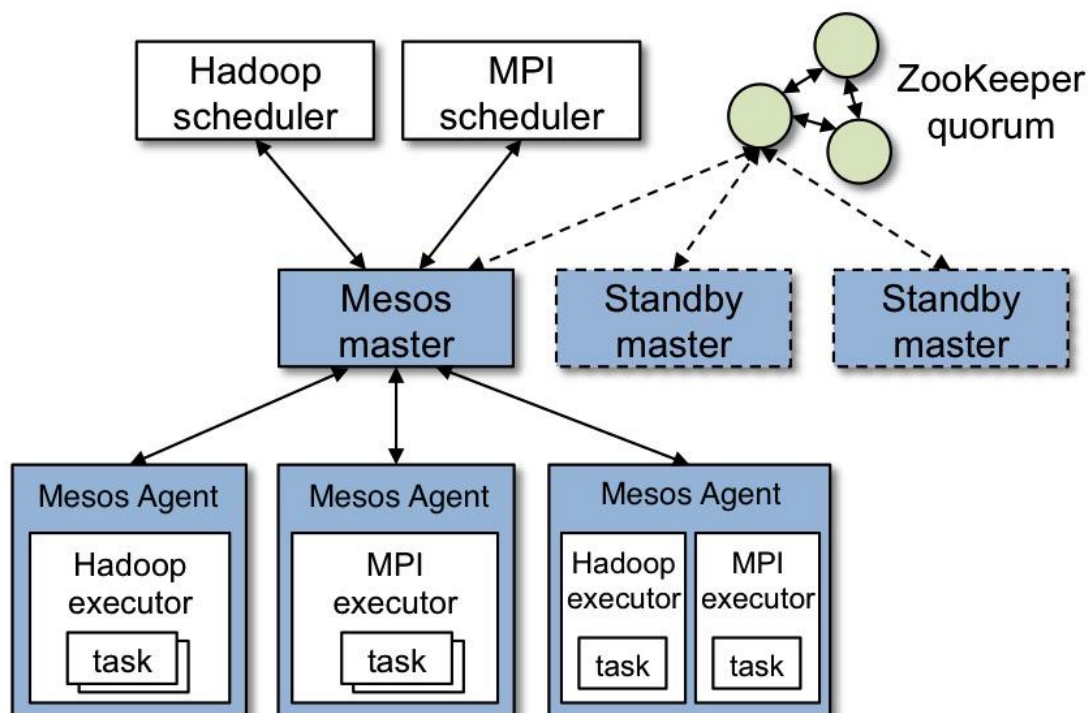 Hadoop
scheduler
MPI
scheduler
ZooKeeper
quorum
Mesos
master
Standby
master
Standby
master
Mesos Agent
Hadoop
executor
task
Mesos Agent
MPI
executor
task
Mesos Agent
Hadoop
executor
task
MPI
executor
task